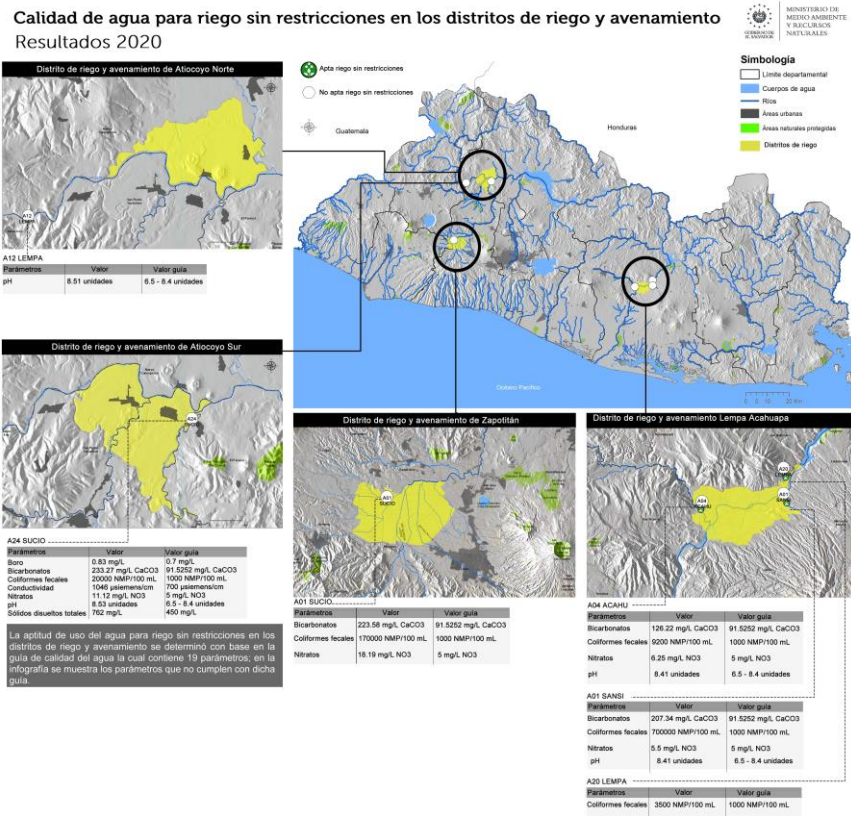 Calidad de agua para riego sin restricciones en los distritos de riego y avenamiento
Resultados 2020
GOBIERNO DE
EL SALVADOR
MINISTERIO DE
MEDIO AMBIENTE
Y RECURSOS
NATURALES
Distrito de riego y avenamiento de Atiocoyo Norte
Apta riego sin restricciones
No apta riego sin restricciones
Simbología
Límite departamental
Cuerpos de agua
Ríos
Áreas urbanas
Áreas naturales protegidas
Distritos de riego
Guatemala
Honduras
Océano Pacífico
0 5 10 20 Km
A12
LEMPA
A12 LEMPA
Parámetros Valor Valor guía
pH 8.51 unidades 6.5 - 8.4 unidades
Distrito de riego y avenamiento de Atiocoyo Sur
A24
A24 SUCIO
Parámetros Valor Valor guía
Boro 0.83 mg/L 0.7 mg/L
Bicarbonatos 233.27 mg/L CaCO3 91.5252 mg/L CaCO3
Coliformes fecales 20000 NMP/100 mL 1000 NMP/100 mL
Conductividad 1046 µsiemens/cm 700 µsiemens/cm
Nitratos 11.12 mg/L NO3 5 mg/L NO3
pH 8.53 unidades 6.5 - 8.4 unidades
Sólidos disueltos totales 762 mg/L 450 mg/L
La aptitud de uso del agua para riego sin restricciones en los
distritos de riego y avenamiento se determinó con base en la
guía de calidad del agua la cual contiene 19 parámetros; en la
infografía se muestra los parámetros que no cumplen con dicha
guía.
Distrito de riego y avenamiento de Zapotitán
A01
SUCIO
A01 SUCIO
Parámetros Valor Valor guía
Bicarbonatos 223.58 mg/L CaCO3 91.5252 mg/L CaCO3
Coliformes fecales 170000 NMP/100 mL 1000 NMP/100 mL
Nitratos 18.19 mg/L NO3 5 mg/L NO3
Distrito de riego y avenamiento Lempa Acahuapa
A20
LEMPA
A01
SANSI
A04
ACAHU
A04 ACAHU
Parámetros Valor Valor guía
Bicarbonatos 126.22 mg/L CaCO3 91.5252 mg/L CaCO3
Coliformes fecales 9200 NMP/100 mL 1000 NMP/100 mL
Nitratos 6.25 mg/L NO3 5 mg/L NO3
pH 8.41 unidades 6.5 - 8.4 unidades
A01 SANSI
Parámetros Valor Valor guía
Bicarbonatos 207.34 mg/L CaCO3 91.5252 mg/L CaCO3
Coliformes fecales 700000 NMP/100 mL 1000 NMP/100 mL
Nitratos 5.5 mg/L NO3 5 mg/L NO3
pH 8.41 unidades 6.5 - 8.4 unidades
A20 LEMPA
Parámetros Valor Valor guía
Coliformes fecales 3500 NMP/100 mL 1000 NMP/100 mL